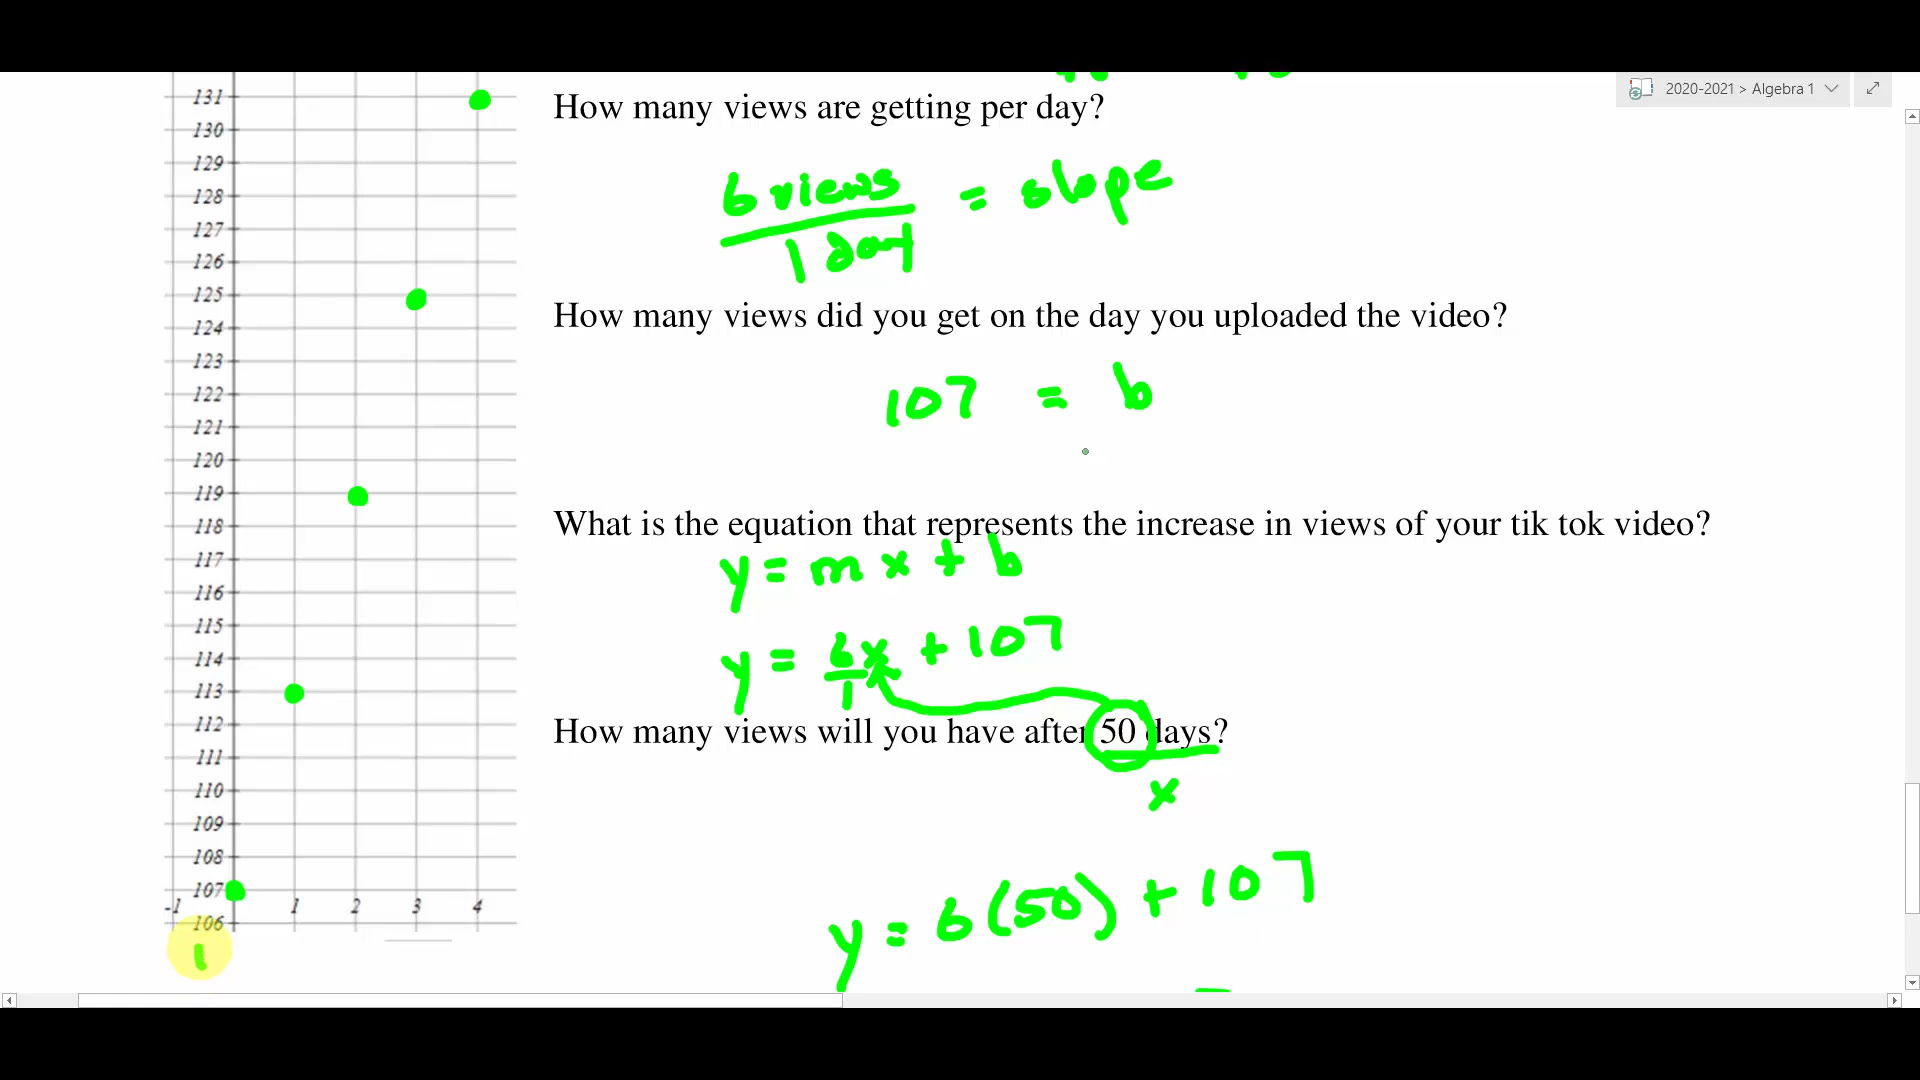 2020-2021 > Algebra 1
How many views are getting per day?
6 views = slope
1 day
How many views did you get on the day you uploaded the video?
107 = b
What is the equation that represents the increase in views of your tik tok video?
y = mx + b
y = 6x + 107
1
How many views will you have after 50 days?
x
y = 6(50) + 107
131
130
129
128
127
126
125
124
123
122
121
120
119
118
117
116
115
114
113
112
111
110
109
108
107
-1 1 2 3 4
106
1